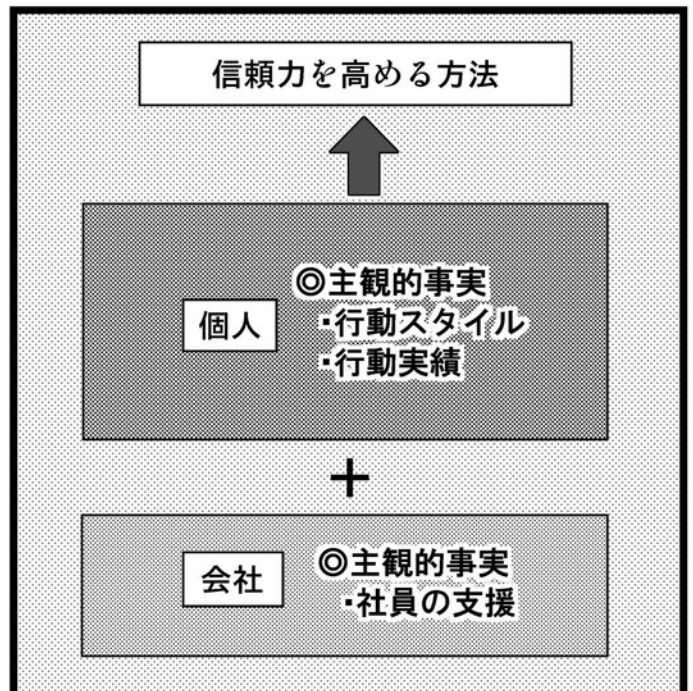 信頼力を高める方法
◎主観的事実
個人
・行動スタイル
・行動実績
+
◎主観的事実
会社
・社員の支援